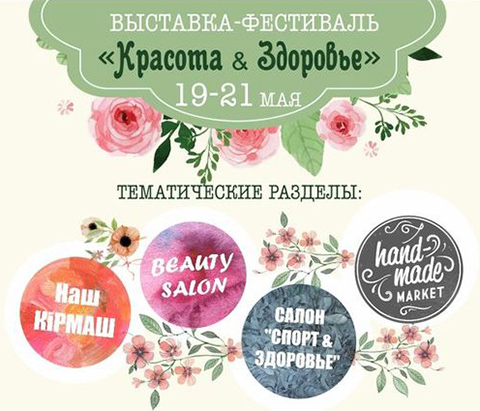 ВЫСТАВКА-ФЕСТИВАЛЬ
«Красота & Здоровье»
19-21 МАЯ
ТЕМАТИЧЕСКИЕ РАЗДЕЛЫ:
Наш
КіРМАШ
BEAUTY
SALON
САЛОН
"СПОРТ &
ЗДОРОВЬЕ"
hand-
made
MARKET